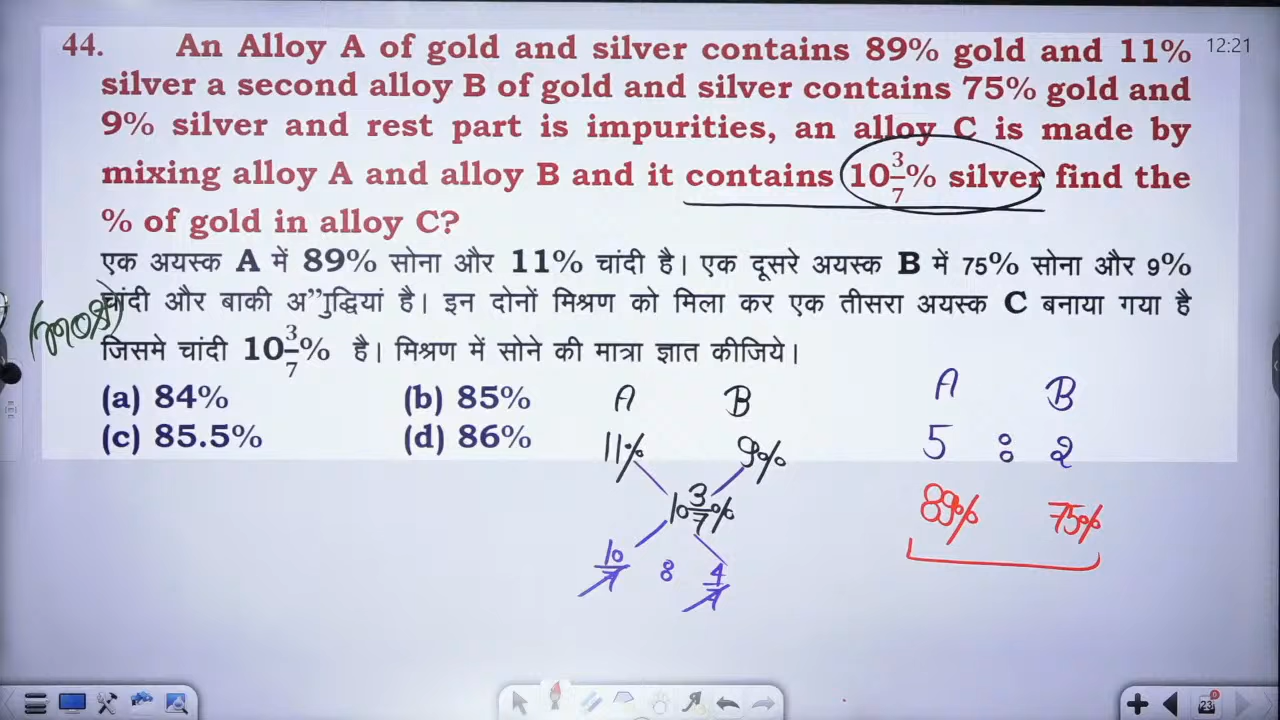 44. An Alloy A of gold and silver contains 89% gold and 11%
12:21
silver a second alloy B of gold and silver contains 75% gold and
9% silver and rest part is impurities, an alloy C is made by
mixing alloy A and alloy B and it contains 10 3/7% silver find the
% of gold in alloy C?
एक अयस्क A में 89% सोना और 11% चांदी है। एक दूसरे अयस्क B में 75% सोना और 9%
चांदी और बाकी अ”ुद्धियां है। इन दोनों मिश्रण को मिला कर एक तीसरा अयस्क C बनाया गया है
जिसमे चांदी 10 3/7% है। मिश्रण में सोने की मात्रा ज्ञात कीजिये।
(a) 84% (b) 85%
(c) 85.5% (d) 86%
A B
11% 9%
10 3/7%
10/7 : 4/7
A B
5 : 2
89% 75%
23